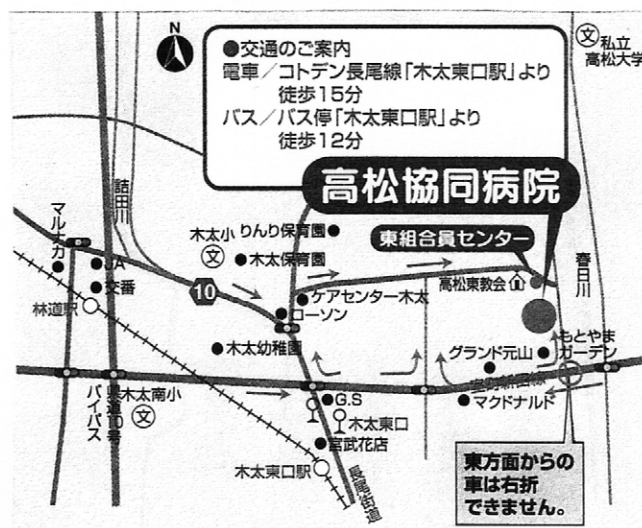 ●交通のご案内
電車／コトデン長尾線「木太東口駅」より
徒歩15分
バス／バス停「木太東口駅」より
徒歩12分
N
文 私立
高松大学
高松協同病院
東組合員センター
詰田川
マルナカ
JA
交番
林道駅
木太小
文
りんり保育園
木太保育園
10
ケアセンター木太
ローソン
高松東教会
春日川
木太幼稚園
グランド元山
もとやま
ガーデン
木太南小
文
バイパス
G.S
木太東口
宮武花店
マクドナルド
木太東口駅
長尾街道
東方面からの
車は右折
できません。